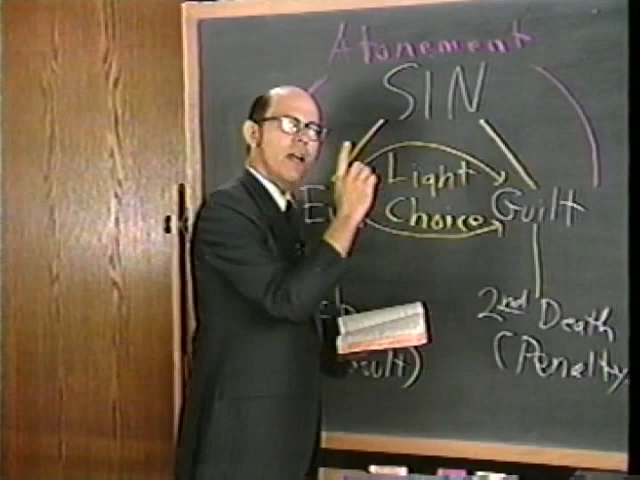 Atonement
SIN
Light
Choice Guilt
2nd Death
(Penalty